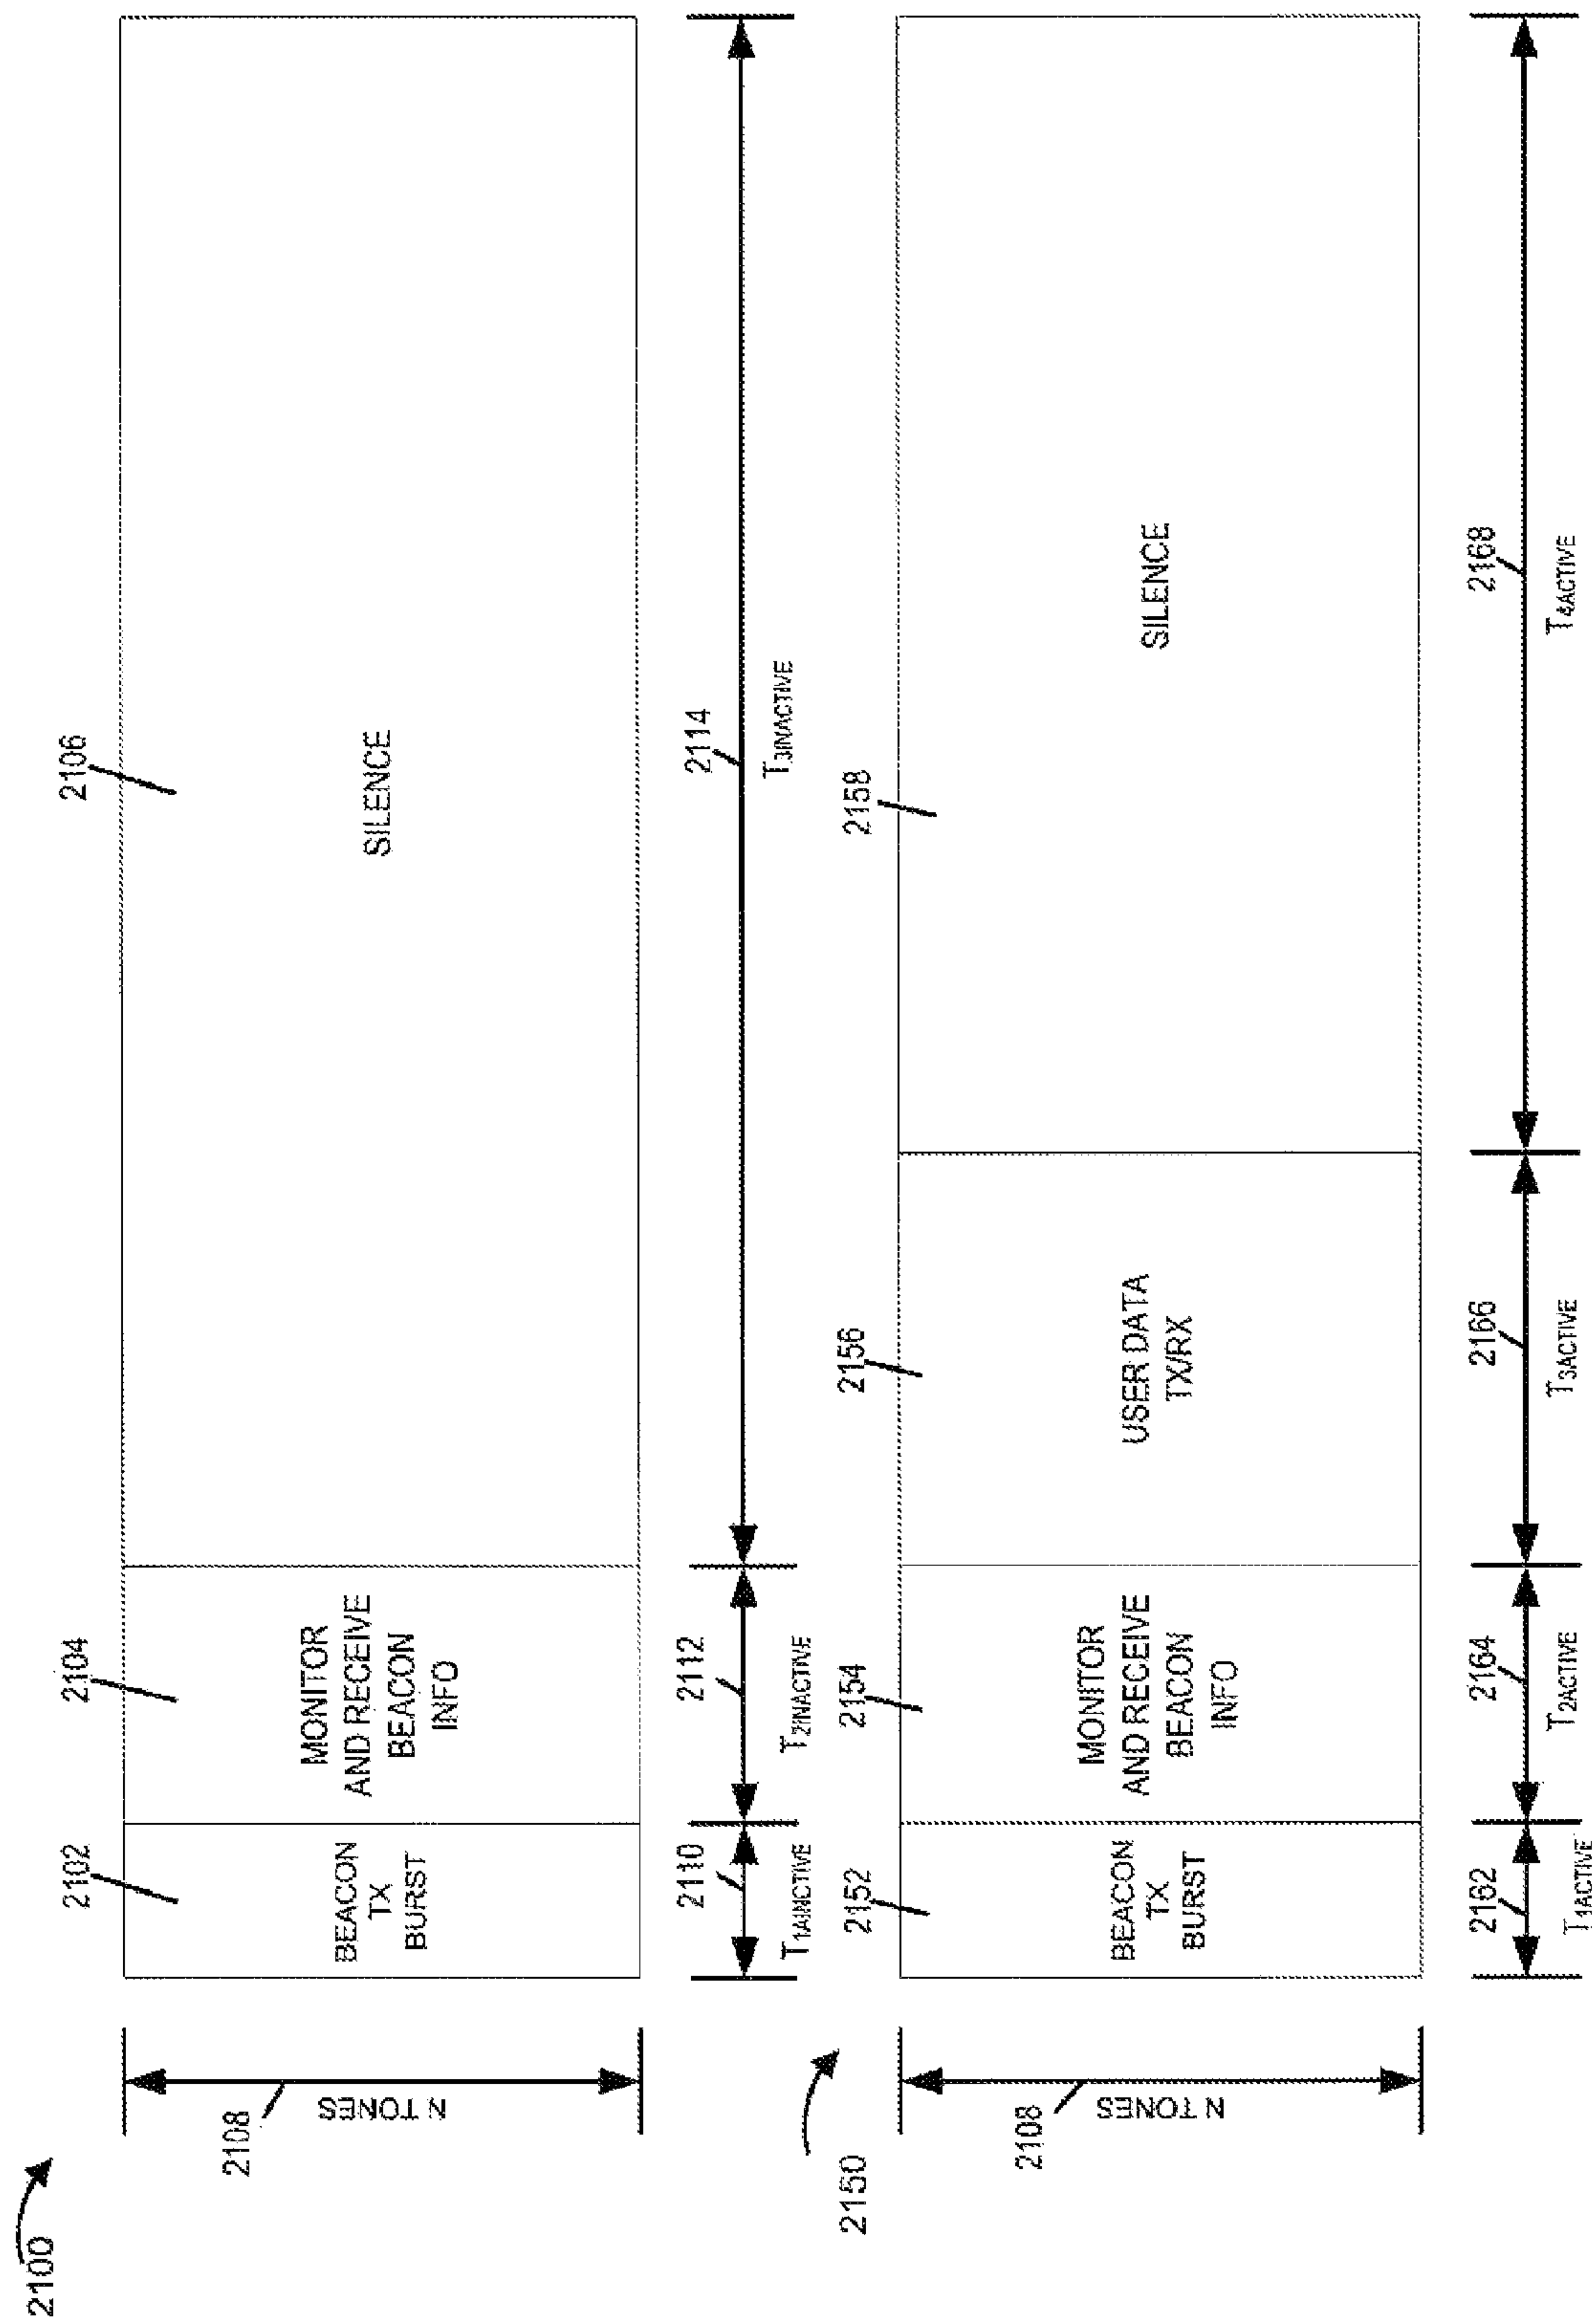 2100
2108
N TONES
2102
BEACON
TX
BURST
2104
MONITOR
AND RECEIVE
BEACON
INFO
2106
SILENCE
2110
T1AINCTIVE
2112
T2INACTIVE
2114
T3INACTIVE
2150
2108
N TONES
2152
BEACON
TX
BURST
2154
MONITOR
AND RECEIVE
BEACON
INFO
2156
USER DATA
TX/RX
2158
SILENCE
2162
T1ACTIVE
2164
T2ACTIVE
2166
T3ACTIVE
2168
T4ACTIVE